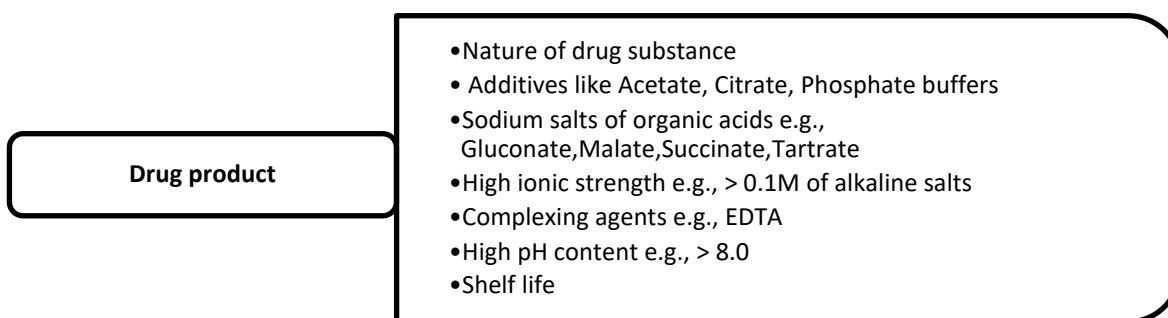 Drug product
•Nature of drug substance
• Additives like Acetate, Citrate, Phosphate buffers
•Sodium salts of organic acids e.g.,
Gluconate,Malate,Succinate,Tartrate
•High ionic strength e.g., > 0.1M of alkaline salts
•Complexing agents e.g., EDTA
•High pH content e.g., > 8.0
•Shelf life